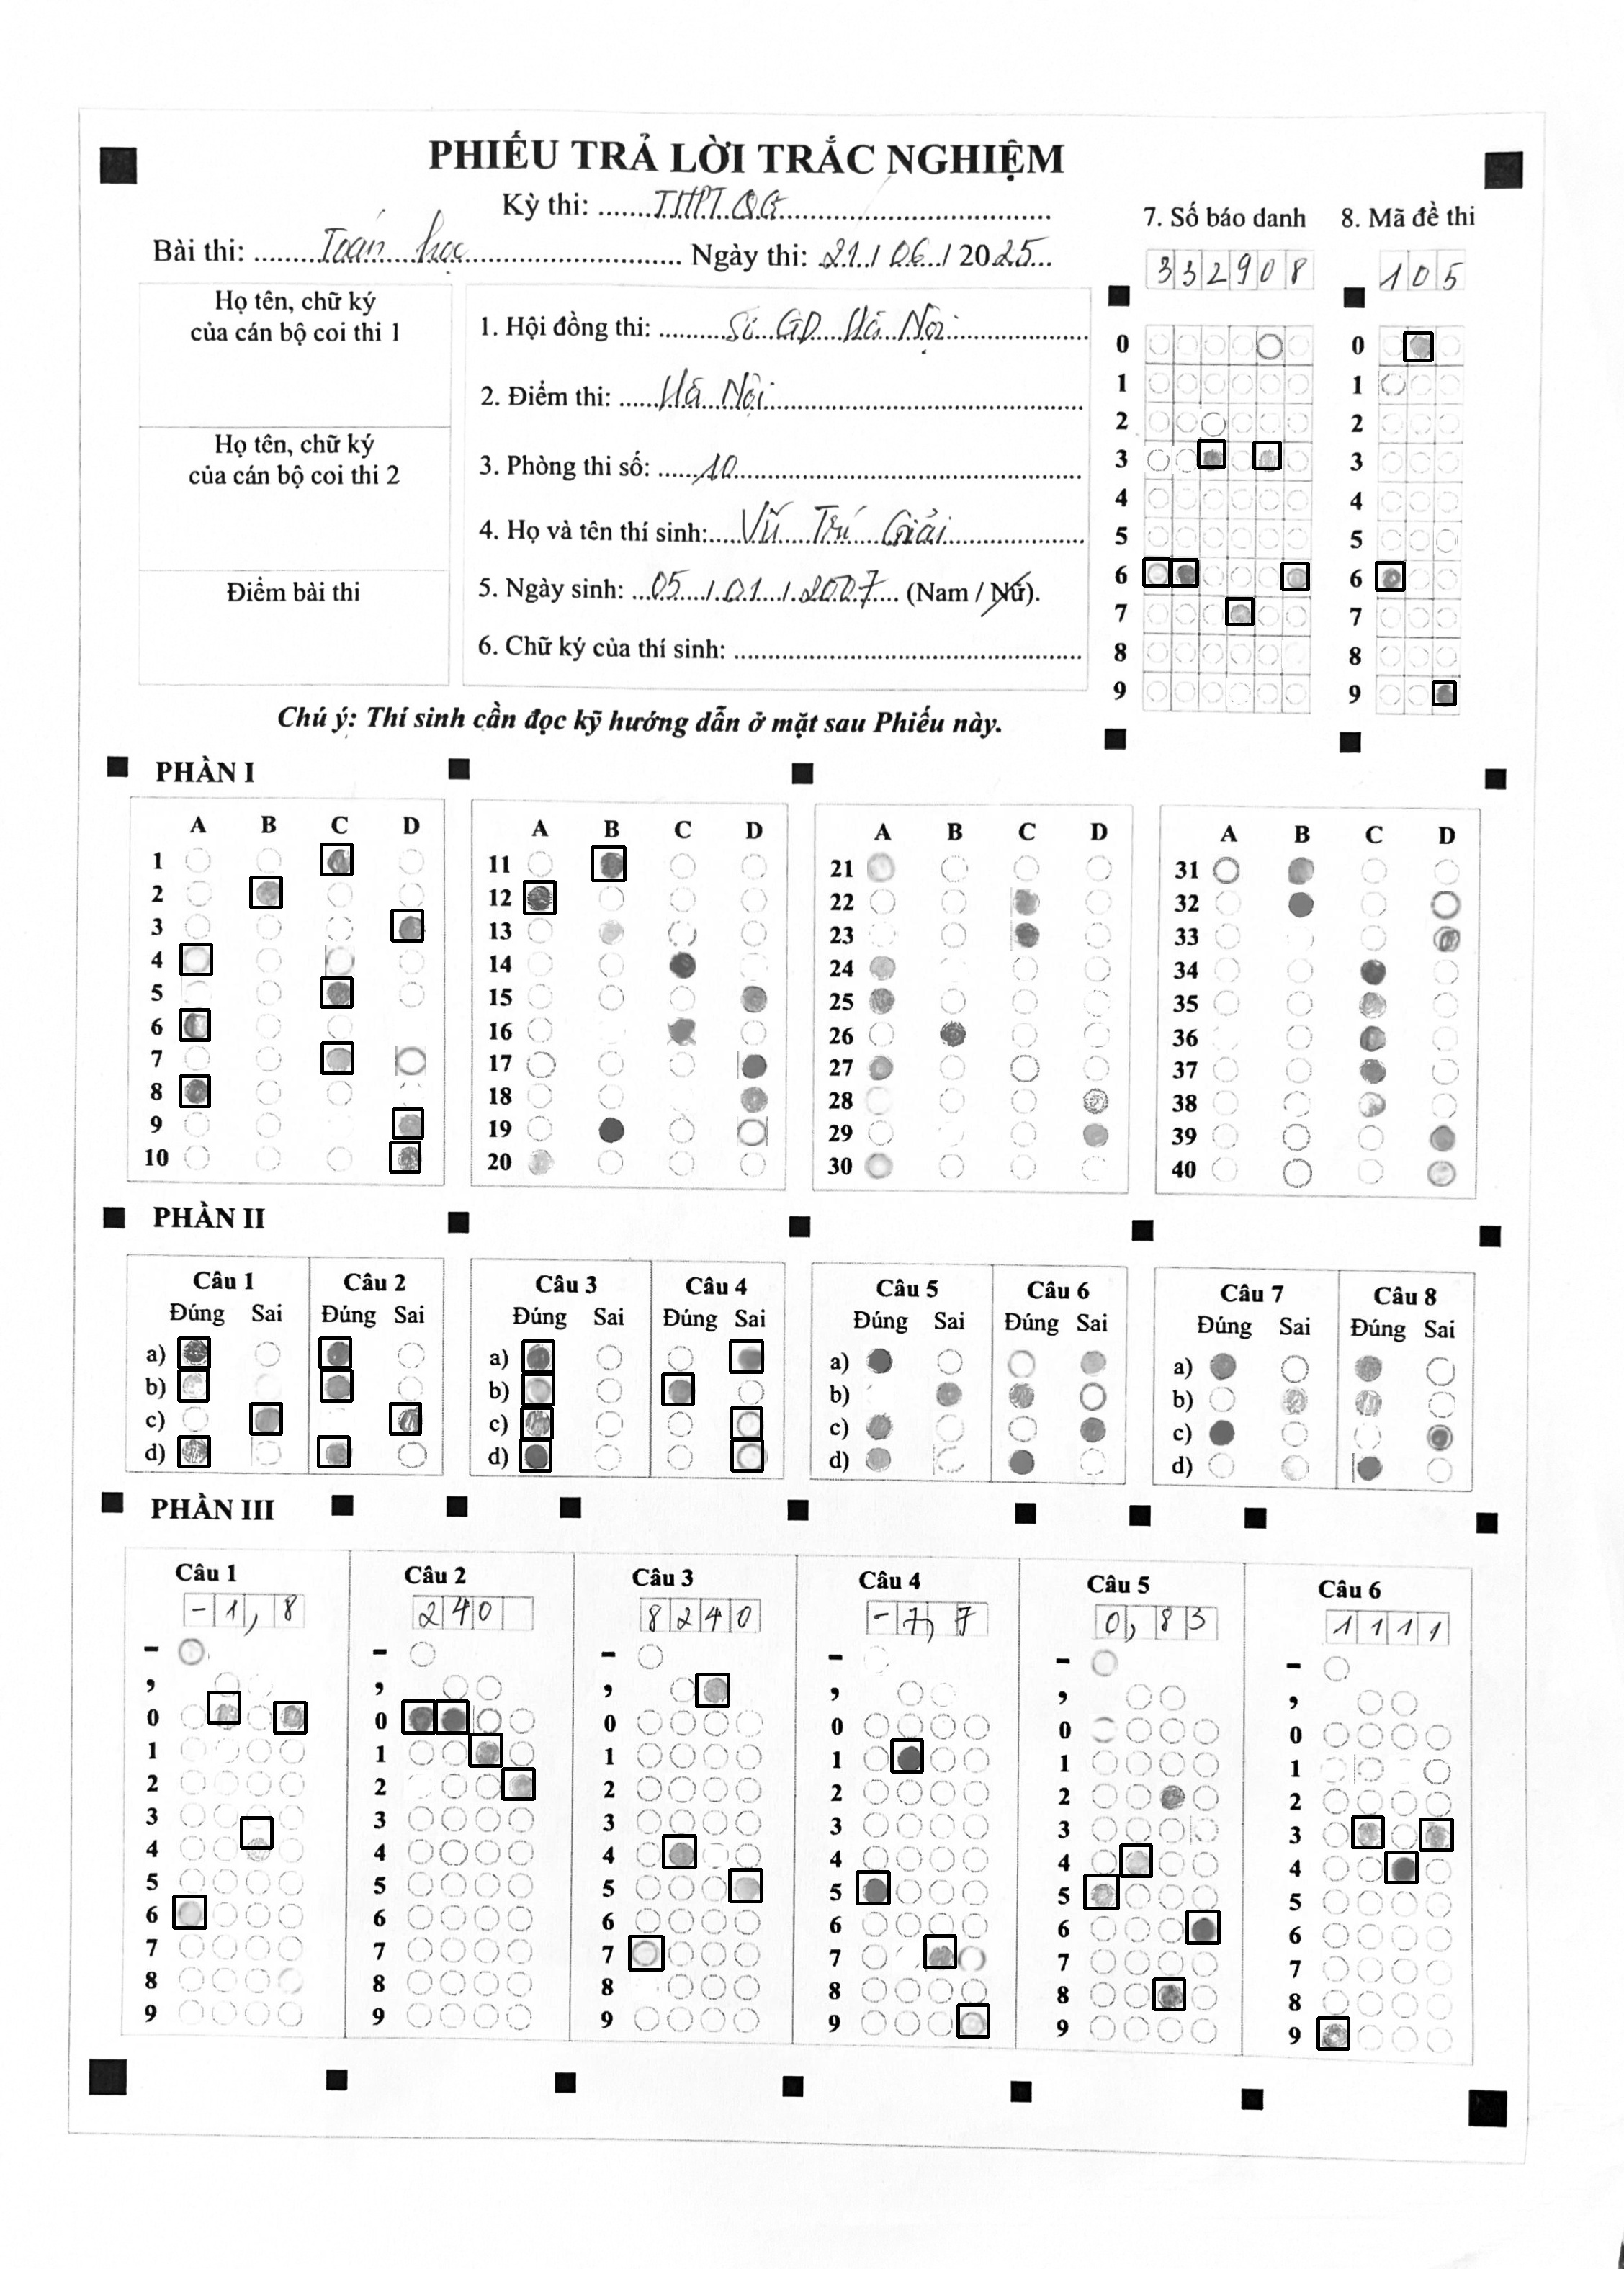 PHIẾU TRẢ LỜI TRẮC NGHIỆM
Kỳ thi: THPTQG
Bài thi: Toán học Ngày thi: 21/06/2025
7. Số báo danh 8. Mã đề thi
332908 105
Họ tên, chữ ký
của cán bộ coi thi 1
Họ tên, chữ ký
của cán bộ coi thi 2
Điểm bài thi
1. Hội đồng thi: Sở GD Hà Nội
2. Điểm thi: Hà Nội
3. Phòng thi số: 10
4. Họ và tên thí sinh: Vũ Trí Giải
5. Ngày sinh: 05/01/2007 (Nam / Nữ).
6. Chữ ký của thí sinh:
0 0
1 1
2 2
3 3
4 4
5 5
6 6
7 7
8 8
9 9
Chú ý: Thí sinh cần đọc kỹ hướng dẫn ở mặt sau Phiếu này.
PHẦN I
A B C D A B C D A B C D A B C D
1 11 21 31
2 12 22 32
3 13 23 33
4 14 24 34
5 15 25 35
6 16 26 36
7 17 27 37
8 18 28 38
9 19 29 39
10 20 30 40
PHẦN II
Câu 1 Câu 2 Câu 3 Câu 4 Câu 5 Câu 6 Câu 7 Câu 8
Đúng Sai Đúng Sai Đúng Sai Đúng Sai Đúng Sai Đúng Sai Đúng Sai Đúng Sai
a) a) a) a)
b) b) b) b)
c) c) c) c)
d) d) d) d)
PHẦN III
Câu 1 Câu 2 Câu 3 Câu 4 Câu 5 Câu 6
-1,8 240 8240 -7,7 0,83 1111
- - - - - -
, , , , , ,
0 0 0 0 0 0
1 1 1 1 1 1
2 2 2 2 2 2
3 3 3 3 3 3
4 4 4 4 4 4
5 5 5 5 5 5
6 6 6 6 6 6
7 7 7 7 7 7
8 8 8 8 8 8
9 9 9 9 9 9